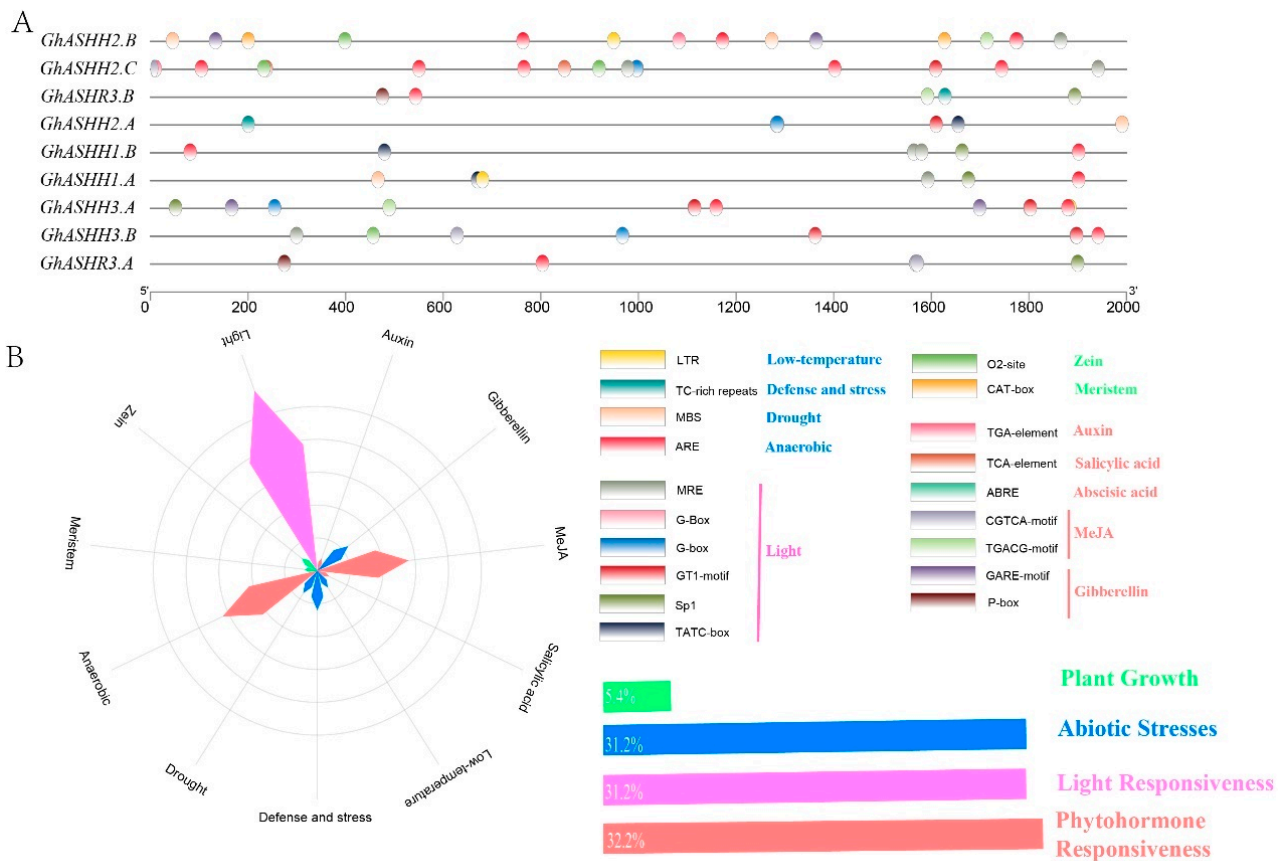 A
GhASHH2.B
GhASHH2.C
GhASHR3.B
GhASHH2.A
GhASHH1.B
GhASHH1.A
GhASHH3.A
GhASHH3.B
GhASHR3.A
5' 3'
0 200 400 600 800 1000 1200 1400 1600 1800 2000
B
Light
Auxin
Gibberellin
MeJA
Salicylic acid
Low-temperature
Defense and stress
Drought
Anaerobic
Meristem
Zein
LTR Low-temperature
TC-rich repeats Defense and stress
MBS Drought
ARE Anaerobic
MRE
G-Box
G-box
GT1-motif
Sp1
TATC-box
Light
O2-site Zein
CAT-box Meristem
TGA-element Auxin
TCA-element Salicylic acid
ABRE Abscisic acid
CGTCA-motif
TGACG-motif
MeJA
GARE-motif
P-box
Gibberellin
5.4% Plant Growth
31.2% Abiotic Stresses
31.2% Light Responsiveness
32.2% Phytohormone
Responsiveness